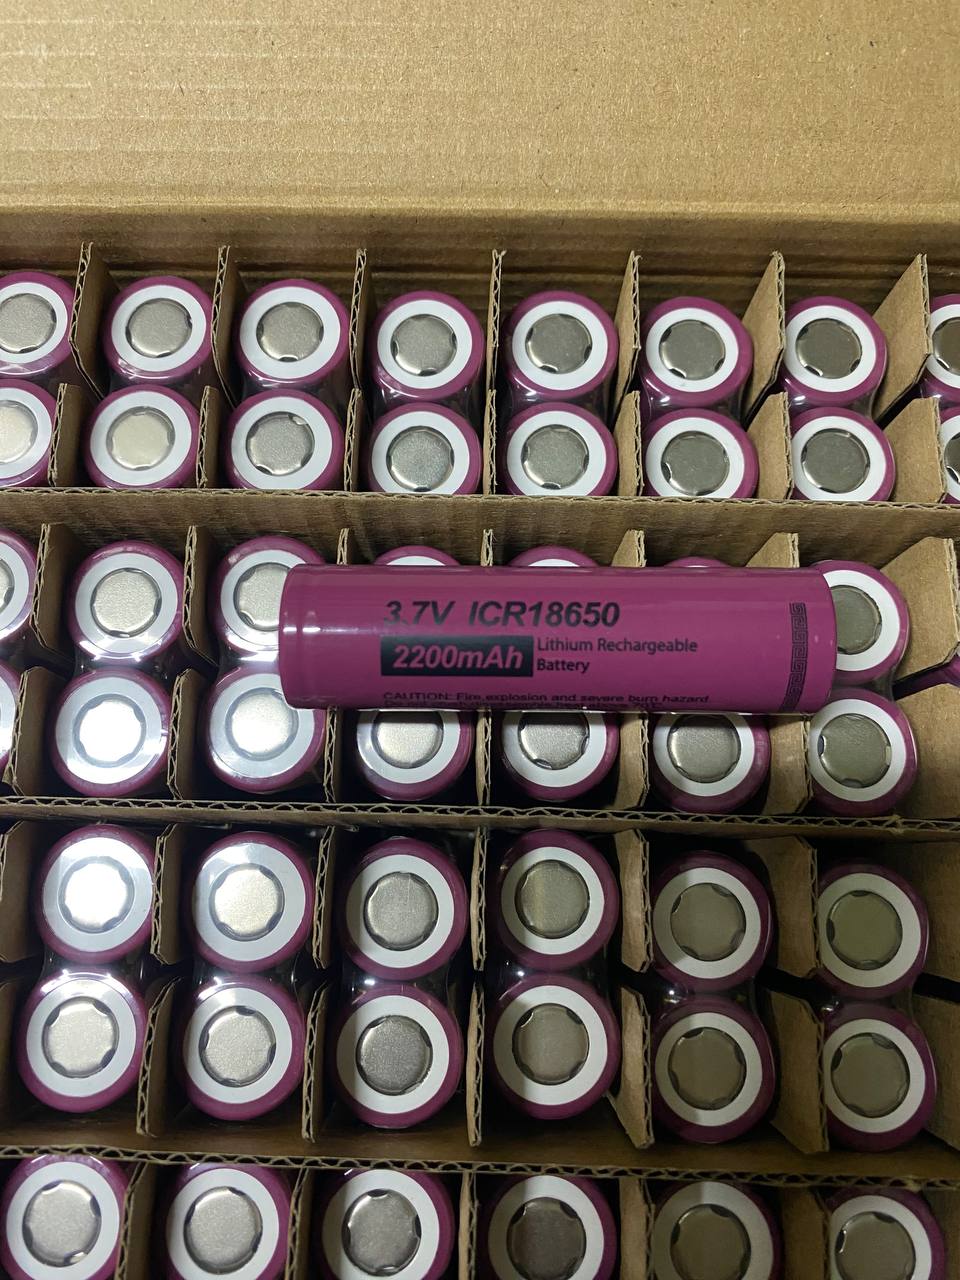 3.7V ICR18650
2200mAh Lithium Rechargeable
Battery
CAUTION: Fire,explosion and severe burn hazard